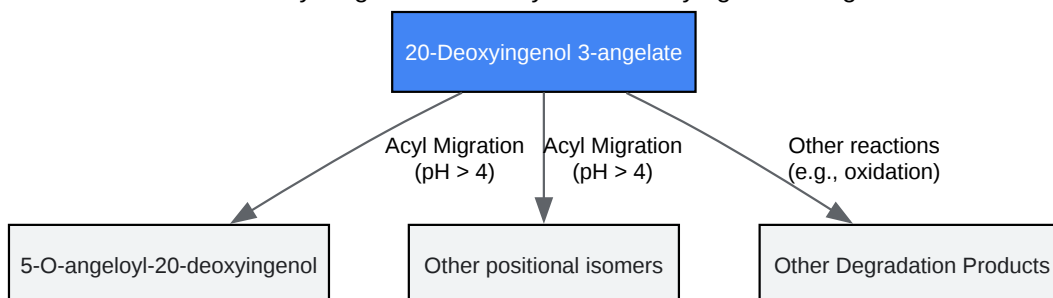 20-Deoxyingenol 3-angelate
Acyl Migration
(pH > 4)
Acyl Migration
(pH > 4)
Other reactions
(e.g., oxidation)
5-O-angeloyl-20-deoxyingenol
Other positional isomers
Other Degradation Products